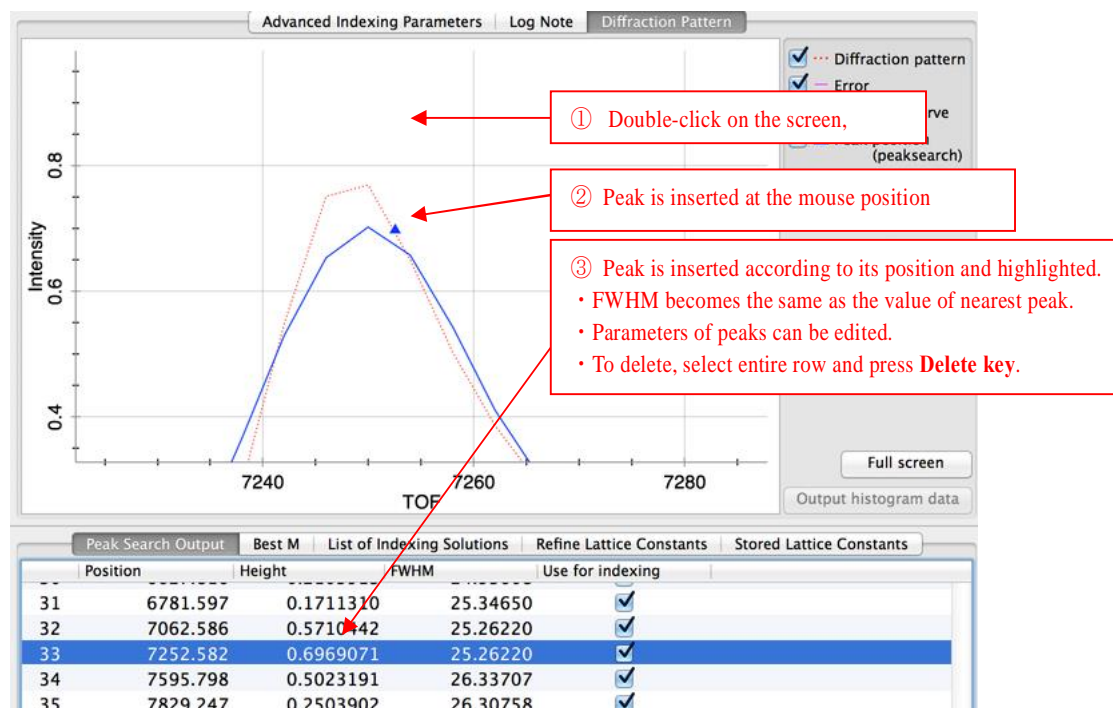 Advanced Indexing Parameters Log Note Diffraction Pattern
Diffraction pattern
Error
rve
(peaksearch)
① Double-click on the screen,
② Peak is inserted at the mouse position
③ Peak is inserted according to its position and highlighted.
・FWHM becomes the same as the value of nearest peak.
・Parameters of peaks can be edited.
・To delete, select entire row and press Delete key.
Intensity
0.8
0.6
0.4
7240 7260 7280
TOF
Full screen
Output histogram data
Peak Search Output Best M List of Indexing Solutions Refine Lattice Constants Stored Lattice Constants
Position Height FWHM Use for indexing
31 6781.597 0.1711310 25.34650
32 7062.586 0.5710442 25.26220
33 7252.582 0.6969071 25.26220
34 7595.798 0.5023191 26.33707
35 7829.247 0.2503902 26.30758